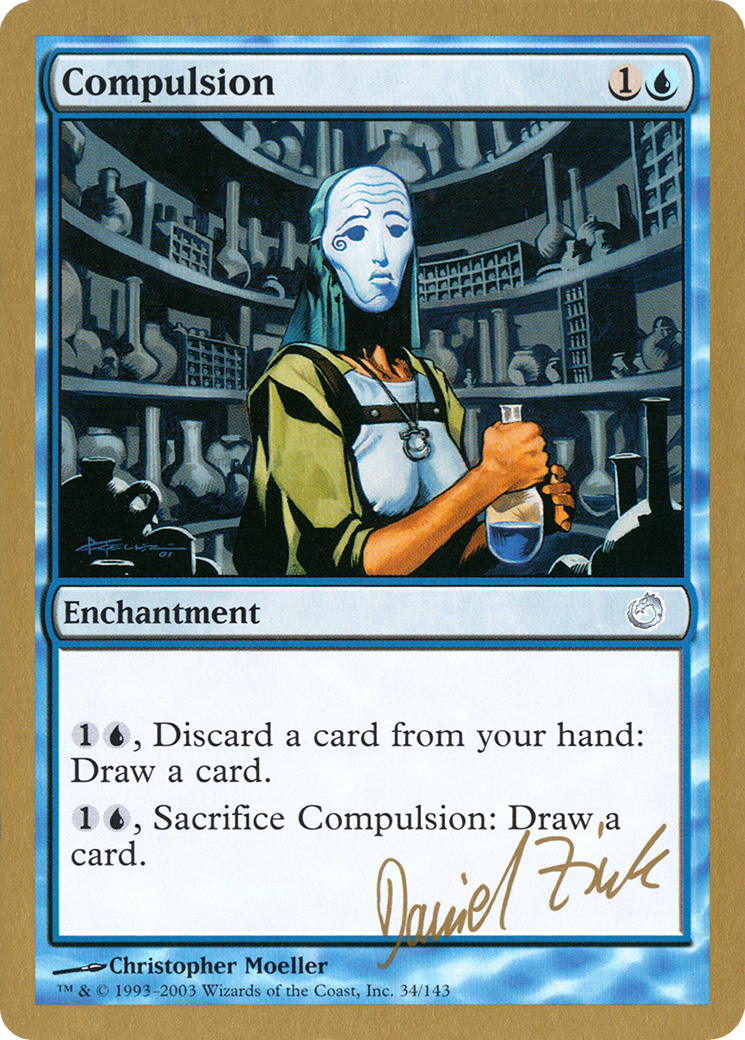 Compulsion 1
Enchantment
1 , Discard a card from your hand:
Draw a card.
1 , Sacrifice Compulsion: Draw a
card.
Daniel Zink
Christopher Moeller
™ & © 1993–2003 Wizards of the Coast, Inc. 34/143